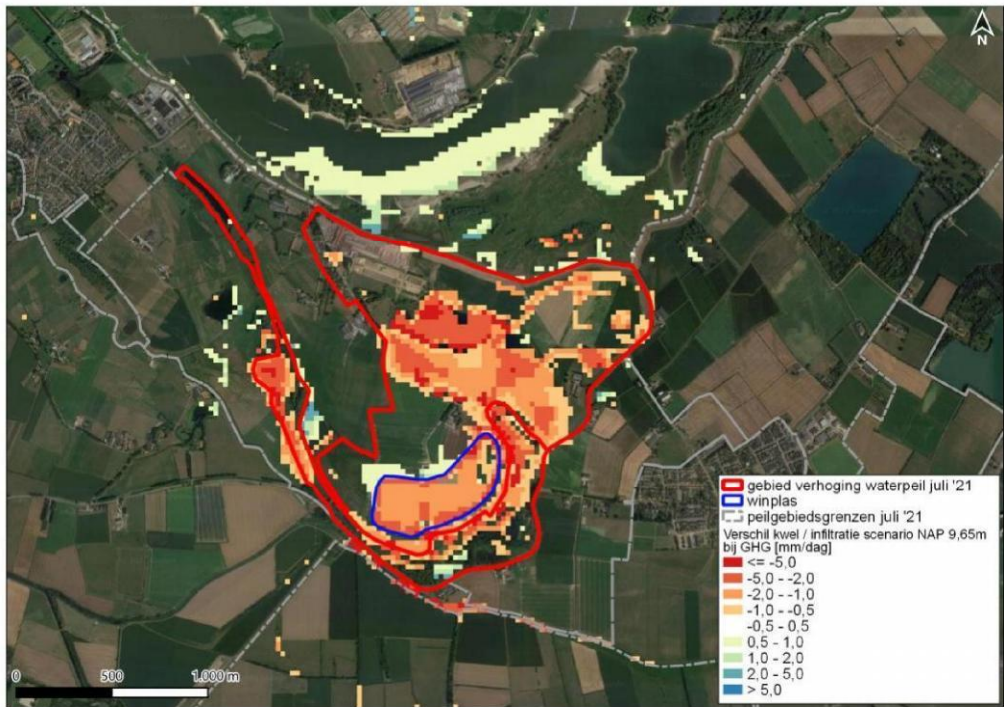 N
gebied verhoging waterpeil juli '21
winplas
peilgebiedsgrenzen juli '21
Verschil kwel / infiltratie scenario NAP 9,65m
bij GHG [mm/dag]
<= -5,0
-5,0 - -2,0
-2,0 - -1,0
-1,0 - -0,5
-0,5 - 0,5
0,5 - 1,0
1,0 - 2,0
2,0 - 5,0
> 5,0
0 500 1.000 m